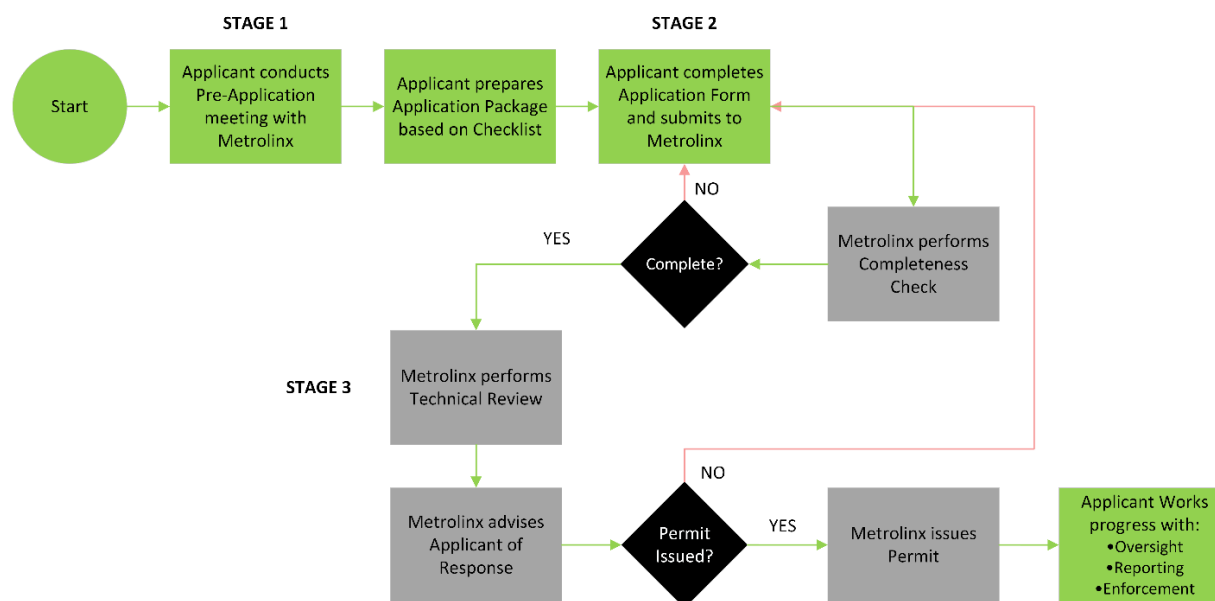 STAGE 1
STAGE 2
Start
Applicant conducts
Pre-Application
meeting with
Metrolinx
Applicant prepares
Application Package
based on Checklist
Applicant completes
Application Form
and submits to
Metrolinx
NO
YES
Complete?
Metrolinx performs
Completeness
Check
STAGE 3
Metrolinx performs
Technical Review
NO
Metrolinx advises
Applicant of
Response
Permit
Issued?
YES
Metrolinx issues
Permit
Applicant Works
progress with:
•Oversight
•Reporting
•Enforcement